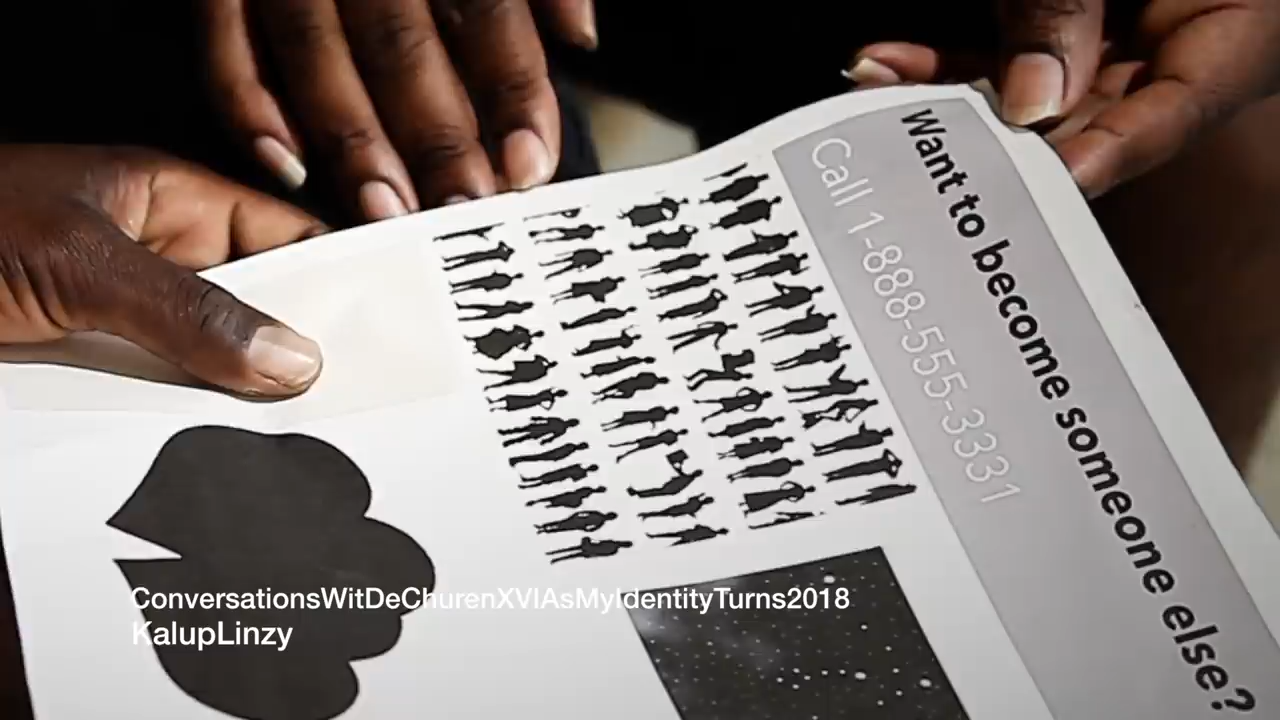 Want to become someone else?
Call 1-888-555-3331
ConversationsWitDeChurenXVIAsMyIdentityTurns2018
KalupLinzy